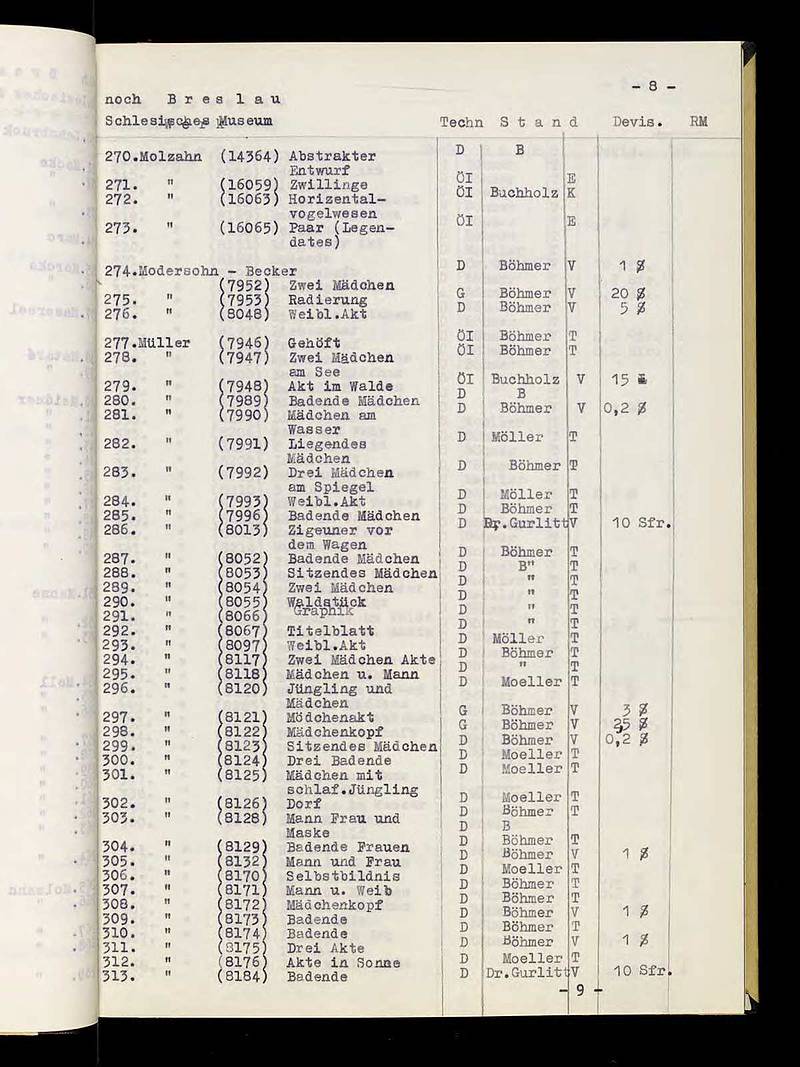 - 8 -
noch B r e s l a u
Schlesisches Museum Techn S t a n d Devis. RM
270.Molzahn (14364) Abstrakter D B
Entwurf
271. " (16059) Zwillinge Öl E
272. " (16063) Horizental- Öl Buchholz K
vogelwesen
273. " (16065) Paar (Legen- Öl E
dates)
274.Modersohn - Becker D Böhmer V 1 $
(7952) Zwei Mädchen
275. " (7953) Radierung G Böhmer V 20 $
276. " (8048) Weibl.Akt D Böhmer V 5 $
277.Müller (7946) Gehöft Öl Böhmer T
278. " (7947) Zwei Mädchen Öl Böhmer T
am See
279. " (7948) Akt im Walde Öl Buchholz V 15
280. " (7989) Badende Mädchen D B
281. " (7990) Mädchen am D Böhmer V 0,2 $
Wasser
282. " (7991) Liegendes D Möller T
Mädchen
283. " (7992) Drei Mädchen D Böhmer T
am Spiegel
284. " (7993) Weibl.Akt D Möller T
285. " (7996) Badende Mädchen D Böhmer T
286. " (8013) Zigeuner vor D Dr.Gurlitt V 10 Sfr.
dem Wagen
287. " (8052) Badende Mädchen D Böhmer T
288. " (8053) Sitzendes Mädchen D B" T
289. " (8054) Zwei Mädchen D " T
290. " (8055) Waldstück D " T
291. " (8066) Graphik D " T
292. " (8067) Titelblatt D " T
293. " (8097) Weibl.Akt D Möller T
294. " (8117) Zwei Mädchen Akte D Böhmer T
295. " (8118) Mädchen u. Mann D " T
296. " (8120) Jüngling und D Moeller T
Mädchen
297. " (8121) Mödchenakt G Böhmer V 3 $
298. " (8122) Mädchenkopf G Böhmer V $
299. " (8123) Sitzendes Mädchen D Böhmer V 0,2 $
300. " (8124) Drei Badende D Moeller T
301. " (8125) Mädchen mit D Moeller T
schlaf.Jüngling
302. " (8126) Dorf D Moeller T
303. " (8128) Mann Frau und D Böhmer T
Maske D B
304. " (8129) Badende Frauen D Böhmer T
305. " (8132) Mann und Frau D Böhmer V 1 $
306. " (8170) Selbstbildnis D Moeller T
307. " (8171) Mann u. Weib D Böhmer T
308. " (8172) Mädchenkopf D Böhmer T
309. " (8173) Badende D Böhmer V 1 $
310. " (8174) Badende D Böhmer T
311. " (8175) Drei Akte D Böhmer V 1 $
312. " (8176) Akte in Sonne D Moeller T
313. " (8184) Badende D Dr.Gurlitt V 10 Sfr.
- 9 -